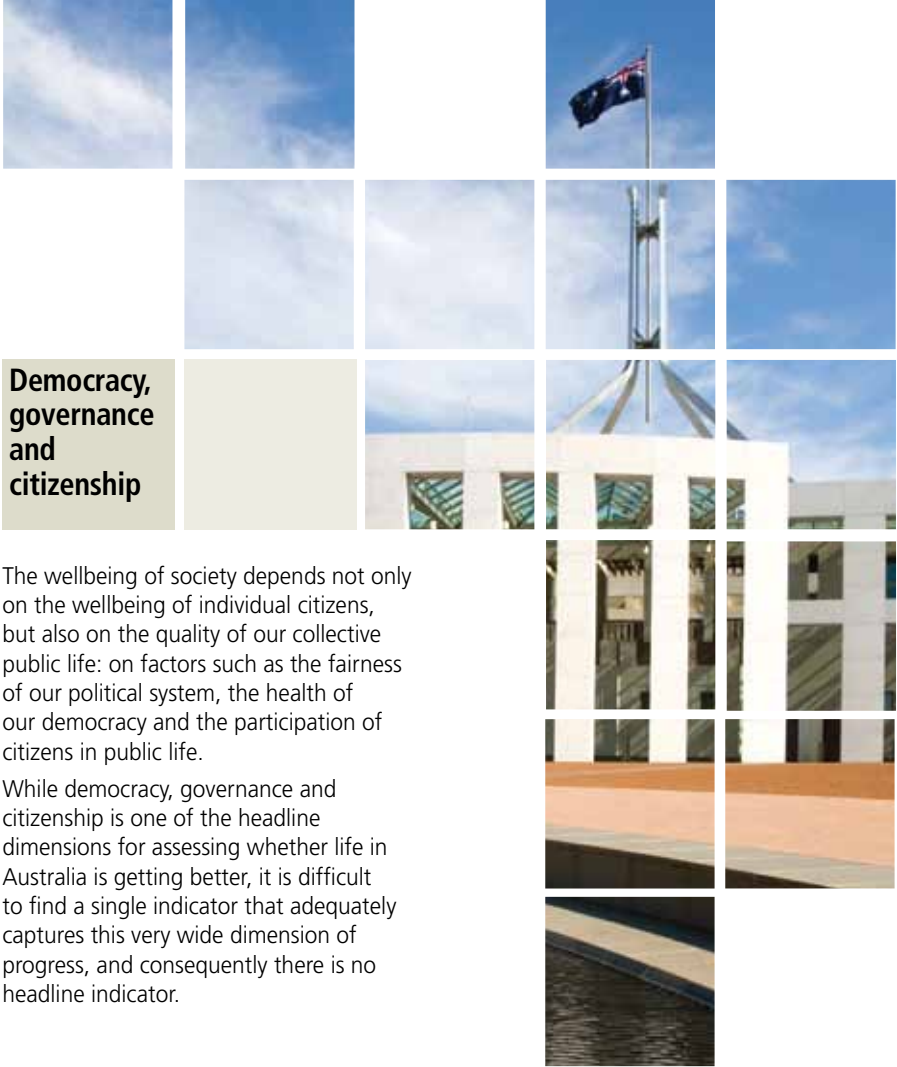 Democracy,
governance
and
citizenship
The wellbeing of society depends not only
on the wellbeing of individual citizens,
but also on the quality of our collective
public life: on factors such as the fairness
of our political system, the health of
our democracy and the participation of
citizens in public life.
While democracy, governance and
citizenship is one of the headline
dimensions for assessing whether life in
Australia is getting better, it is difficult
to find a single indicator that adequately
captures this very wide dimension of
progress, and consequently there is no
headline indicator.